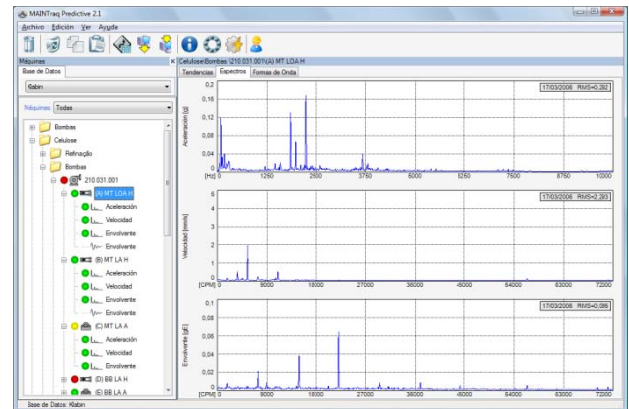 MAINTraq Predictive 2.1
Archivo Edición Ver Ayuda
Máquinas
Base de Datos
Klabin
Máquinas Todas
Bombas
Celulose
Refinação
Bombas
210.031.001
(A) MT LOA H
Aceleración
Velocidad
Envolvente
Envolvente
(B) MT LA H
Aceleración
Velocidad
Envolvente
Envolvente
(C) MT LA A
Aceleración
Velocidad
Envolvente
(D) BB LA H
(E) BB LA A
Base de Datos: Klabin
Celulose\Bombas \210.031.001\(A) MT LOA H
Tendencias Espectros Formas de Onda
17/03/2006 RMS=0,282
Aceleración [g]
0,2
0,16
0,12
0,08
0,04
0
[Hz] 0 1250 2500 3750 5000 6250 7500 8750 10000
17/03/2006 RMS=2,293
Velocidad [mm/s]
5
4
3
2
1
0
[CPM] 0 9000 18000 27000 36000 45000 54000 63000 72000
17/03/2006 RMS=0,086
Envolvente [gE]
0,1
0,08
0,06
0,04
0,02
0
[CPM] 0 9000 18000 27000 36000 45000 54000 63000 72000